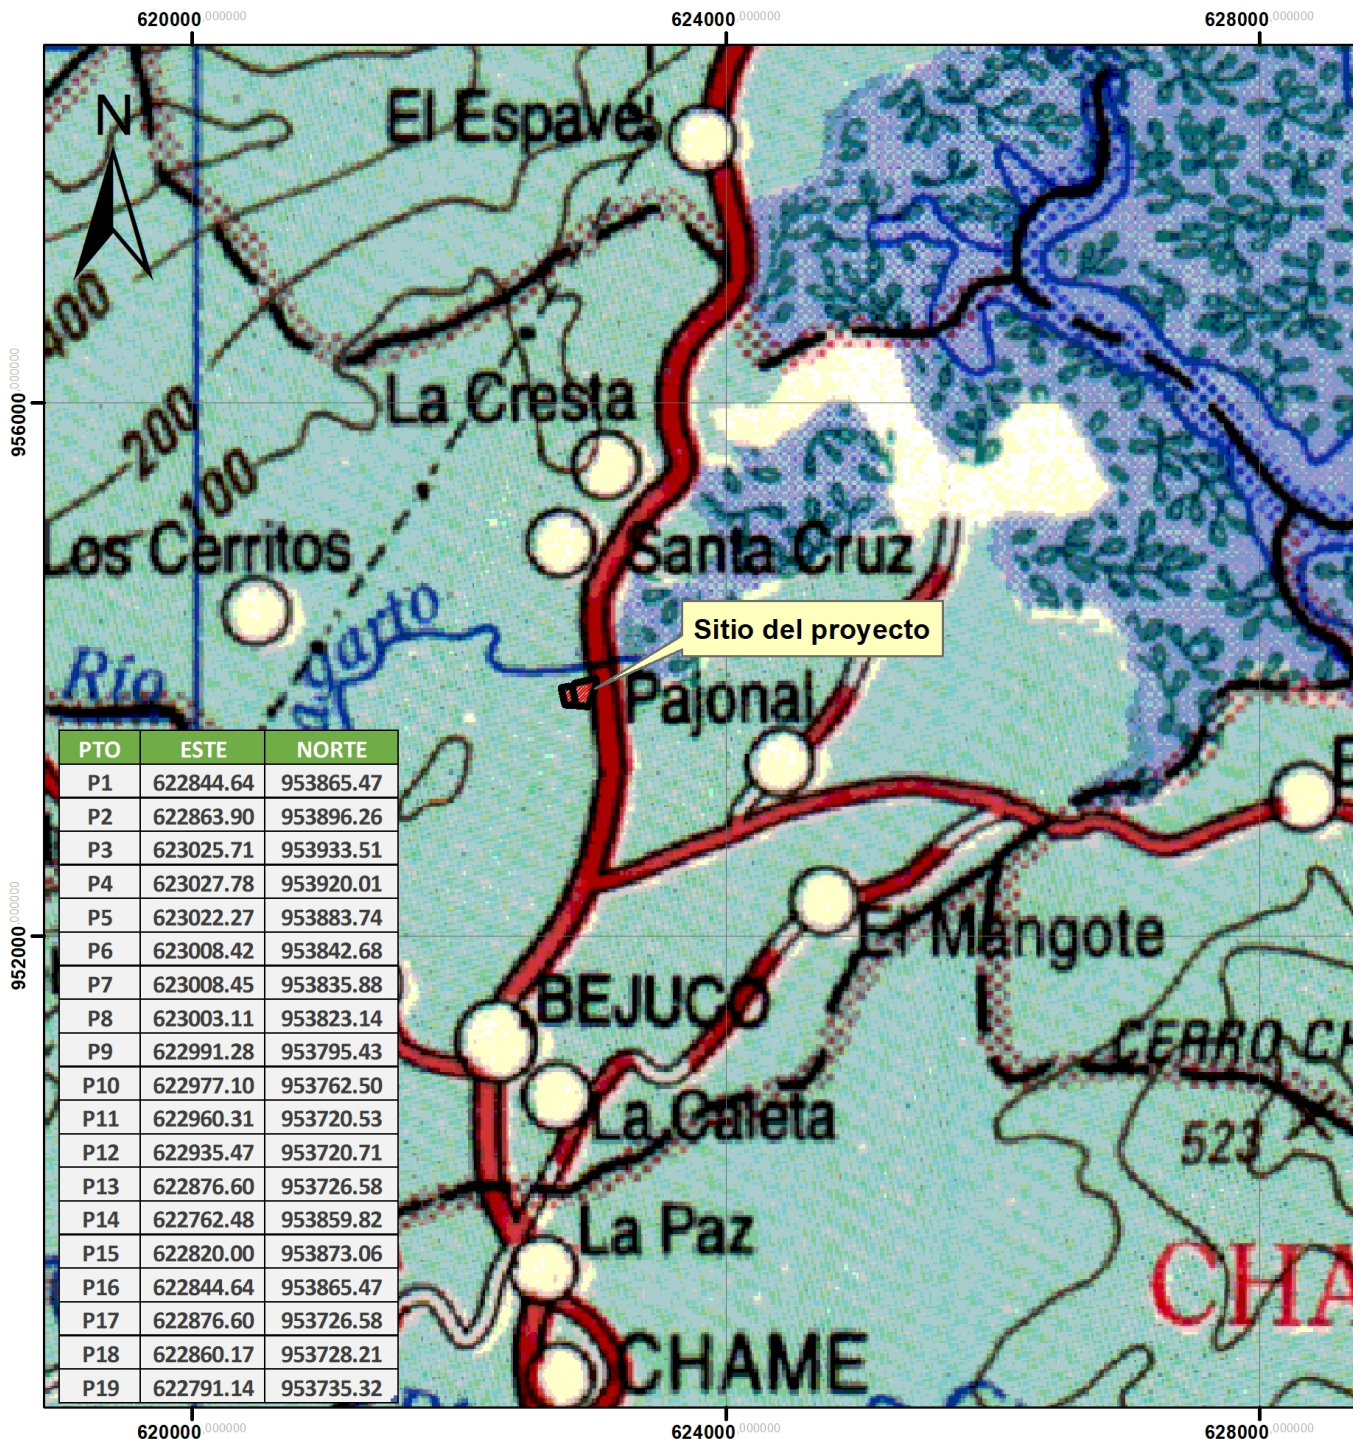 620000.000000 624000.000000 628000.000000
N
El Espavel
400
956000.000000
La Cresta
200
100
Los Cerritos
Santa Cruz
Sitio del proyecto
Río
agarto
Pajonal
PTO ESTE NORTE
P1 622844.64 953865.47
P2 622863.90 953896.26
P3 623025.71 953933.51
P4 623027.78 953920.01
P5 623022.27 953883.74
P6 623008.42 953842.68
P7 623008.45 953835.88
P8 623003.11 953823.14
P9 622991.28 953795.43
P10 622977.10 953762.50
P11 622960.31 953720.53
P12 622935.47 953720.71
P13 622876.60 953726.58
P14 622762.48 953859.82
P15 622820.00 953873.06
P16 622844.64 953865.47
P17 622876.60 953726.58
P18 622860.17 953728.21
P19 622791.14 953735.32
952000.000000
El Mangote
BEJUCO
CERRO CH
La Caleta
523
La Paz
CHA
CHAME
620000.000000 624000.000000 628000.000000